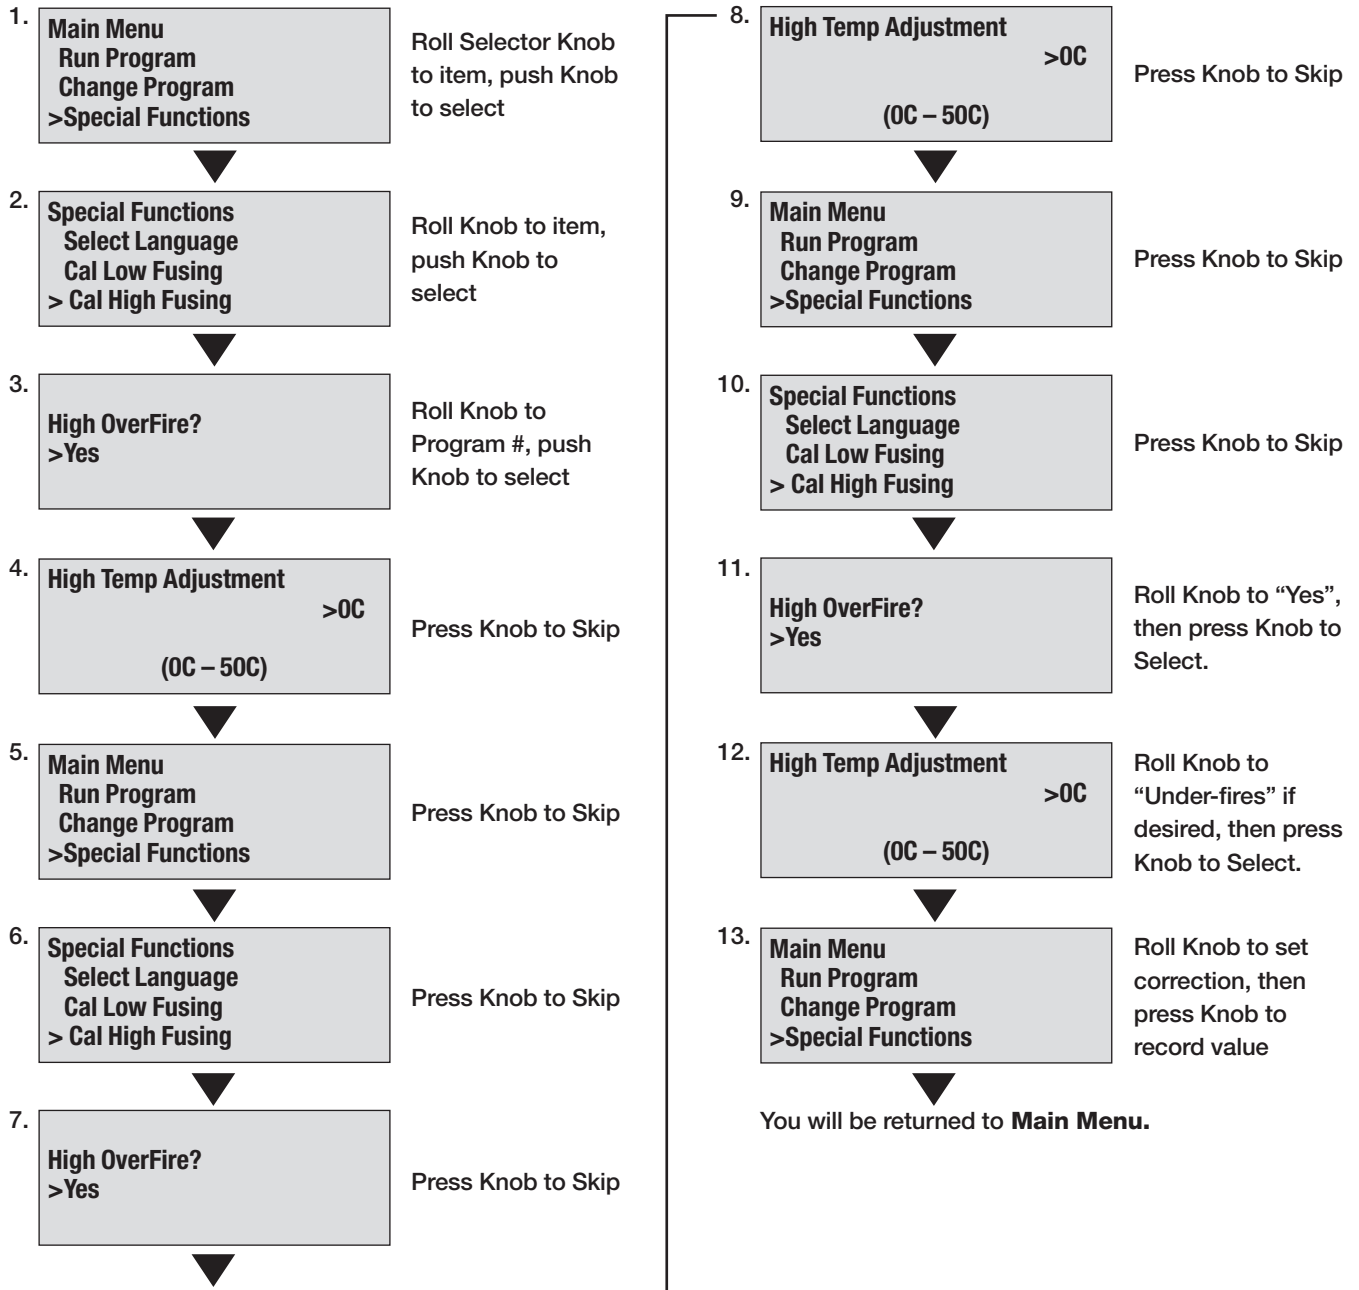 1.
Main Menu
Run Program
Change Program
>Special Functions
Roll Selector Knob
to item, push Knob
to select
2.
Special Functions
Select Language
Cal Low Fusing
> Cal High Fusing
Roll Knob to item,
push Knob to
select
3.
High OverFire?
>Yes
Roll Knob to
Program #, push
Knob to select
4.
High Temp Adjustment
>0C
(0C – 50C)
Press Knob to Skip
5.
Main Menu
Run Program
Change Program
>Special Functions
Press Knob to Skip
6.
Special Functions
Select Language
Cal Low Fusing
> Cal High Fusing
Press Knob to Skip
7.
High OverFire?
>Yes
Press Knob to Skip
8.
High Temp Adjustment
>0C
(0C – 50C)
Press Knob to Skip
9.
Main Menu
Run Program
Change Program
>Special Functions
Press Knob to Skip
10.
Special Functions
Select Language
Cal Low Fusing
> Cal High Fusing
Press Knob to Skip
11.
High OverFire?
>Yes
Roll Knob to “Yes”,
then press Knob to
Select.
12.
High Temp Adjustment
>0C
(0C – 50C)
Roll Knob to
“Under-fires” if
desired, then press
Knob to Select.
13.
Main Menu
Run Program
Change Program
>Special Functions
Roll Knob to set
correction, then
press Knob to
record value
You will be returned to Main Menu.